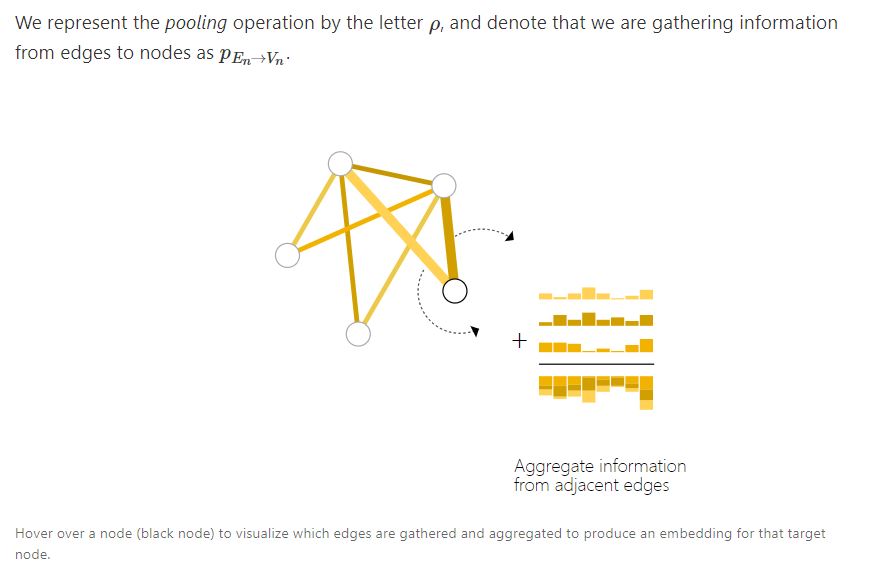 We represent the pooling operation by the letter ρ, and denote that we are gathering information
from edges to nodes as p_{E_n→V_n}.
+
Aggregate information
from adjacent edges
Hover over a node (black node) to visualize which edges are gathered and aggregated to produce an embedding for that target
node.